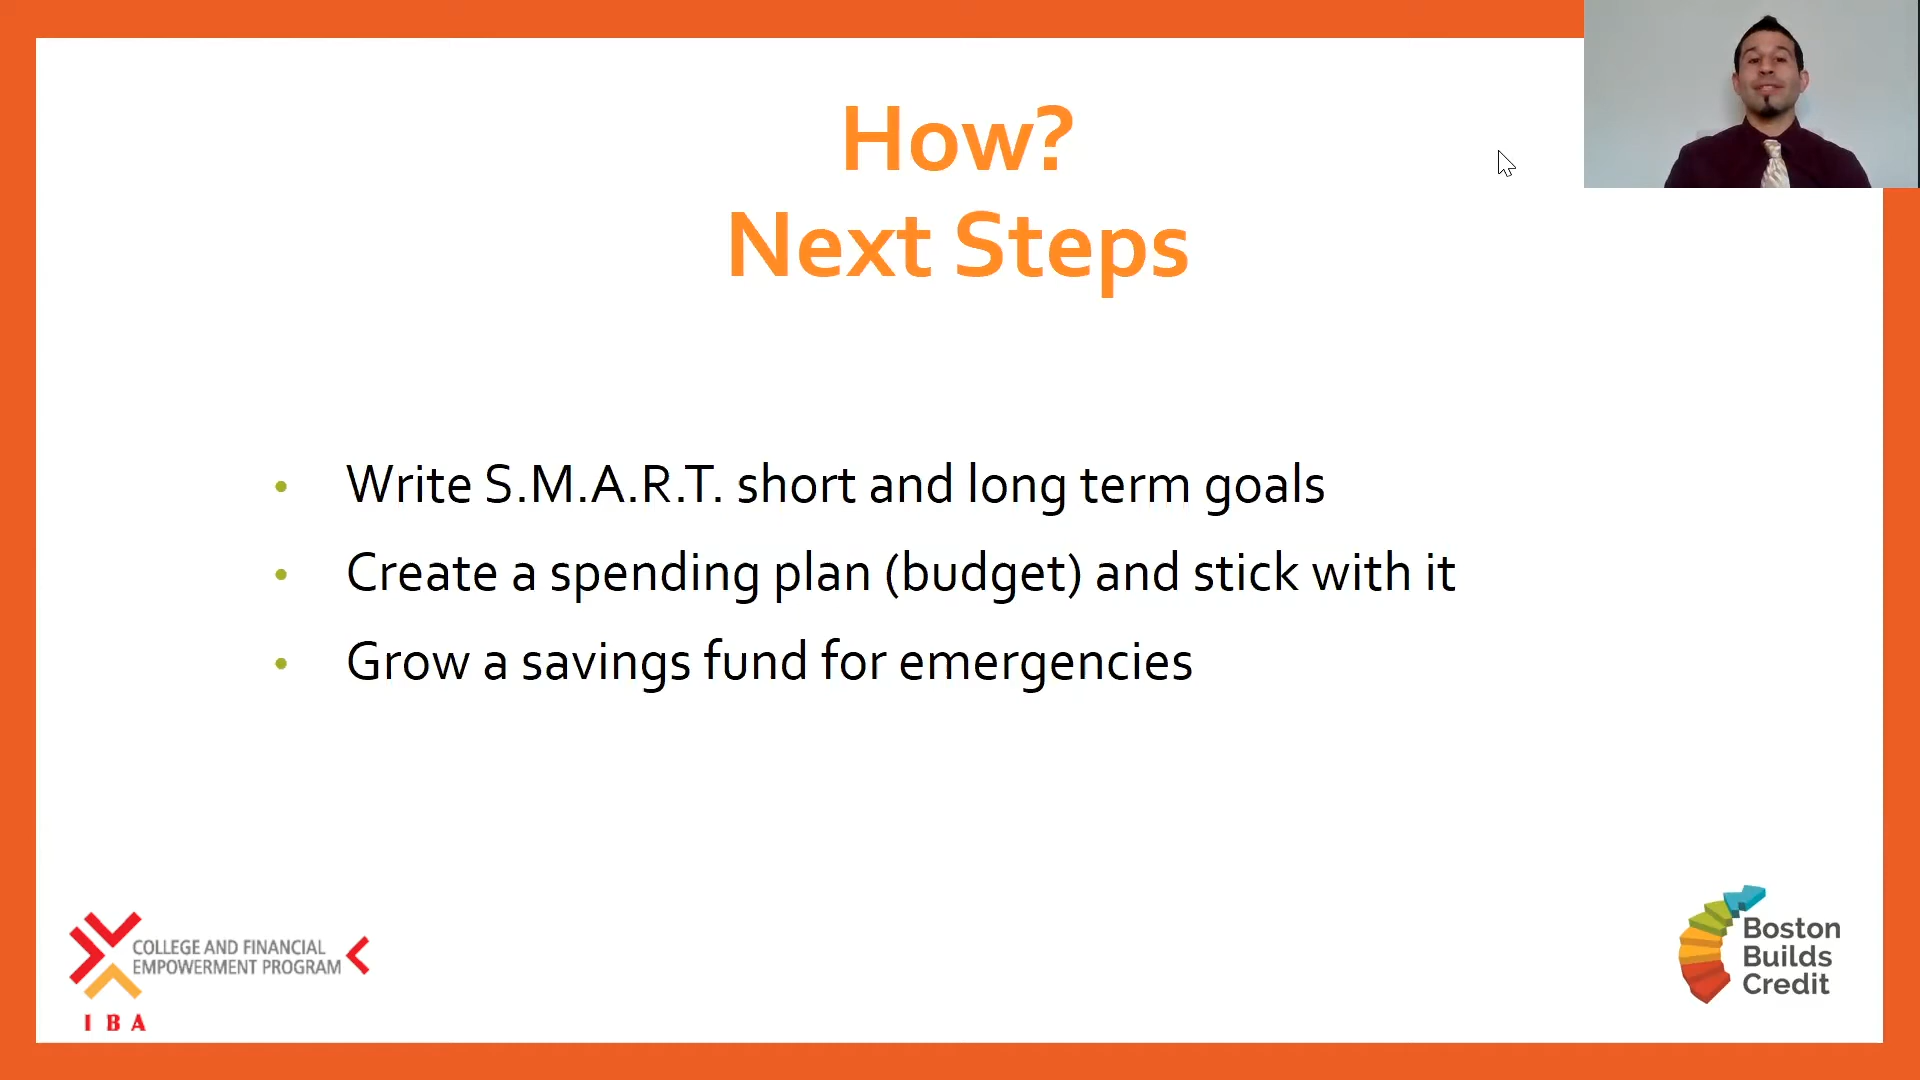 How?
Next Steps
• Write S.M.A.R.T. short and long term goals
• Create a spending plan (budget) and stick with it
• Grow a savings fund for emergencies
COLLEGE AND FINANCIAL
EMPOWERMENT PROGRAM
IBA
Boston
Builds
Credit